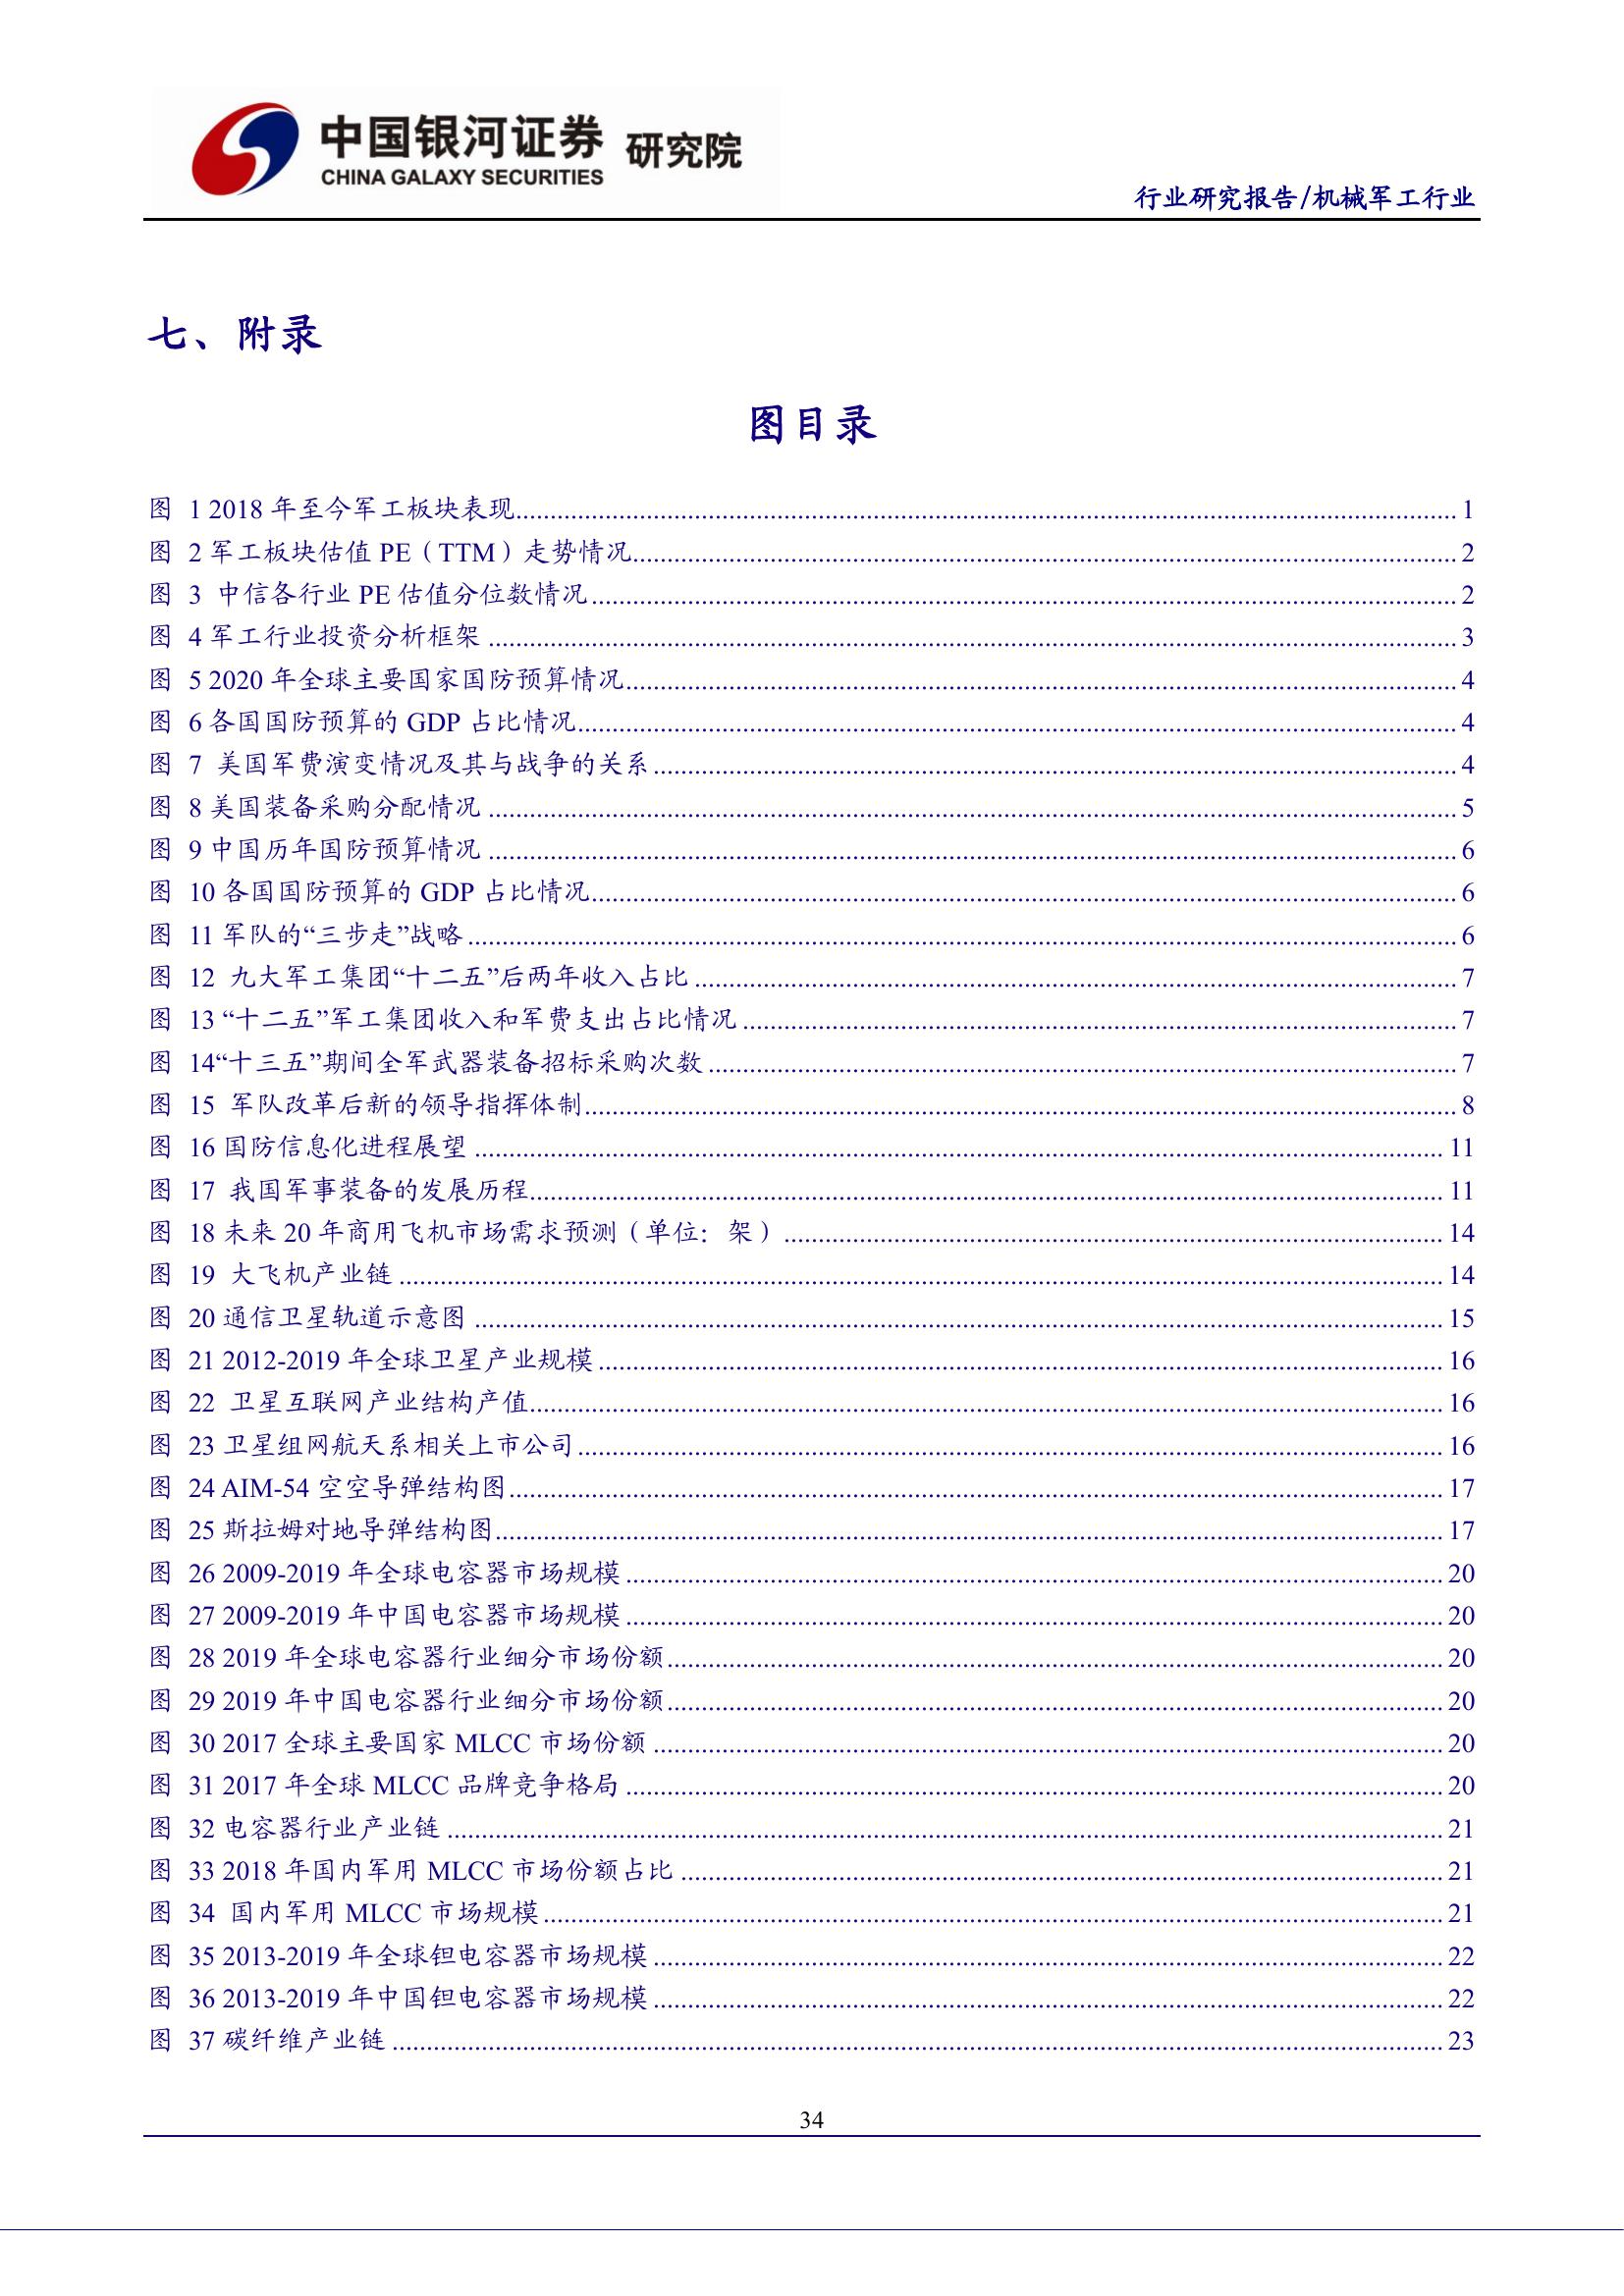 中国银河证券 研究院
CHINA GALAXY SECURITIES
行业研究报告/机械军工行业
七、附录
图目录
图 1 2018 年至今军工板块表现 1
图 2 军工板块估值 PE（TTM）走势情况 2
图 3 中信各行业 PE 估值分位数情况 2
图 4 军工行业投资分析框架 3
图 5 2020 年全球主要国家国防预算情况 4
图 6 各国国防预算的 GDP 占比情况 4
图 7 美国军费演变情况及其与战争的关系 4
图 8 美国装备采购分配情况 5
图 9 中国历年国防预算情况 6
图 10 各国国防预算的 GDP 占比情况 6
图 11 军队的“三步走”战略 6
图 12 九大军工集团“十二五”后两年收入占比 7
图 13 “十二五”军工集团收入和军费支出占比情况 7
图 14“十三五”期间全军武器装备招标采购次数 7
图 15 军队改革后新的领导指挥体制 8
图 16 国防信息化进程展望 11
图 17 我国军事装备的发展历程 11
图 18 未来 20 年商用飞机市场需求预测（单位：架） 14
图 19 大飞机产业链 14
图 20 通信卫星轨道示意图 15
图 21 2012-2019 年全球卫星产业规模 16
图 22 卫星互联网产业结构产值 16
图 23 卫星组网航天系相关上市公司 16
图 24 AIM-54 空空导弹结构图 17
图 25 斯拉姆对地导弹结构图 17
图 26 2009-2019 年全球电容器市场规模 20
图 27 2009-2019 年中国电容器市场规模 20
图 28 2019 年全球电容器行业细分市场份额 20
图 29 2019 年中国电容器行业细分市场份额 20
图 30 2017 全球主要国家 MLCC 市场份额 20
图 31 2017 年全球 MLCC 品牌竞争格局 20
图 32 电容器行业产业链 21
图 33 2018 年国内军用 MLCC 市场份额占比 21
图 34 国内军用 MLCC 市场规模 21
图 35 2013-2019 年全球钽电容器市场规模 22
图 36 2013-2019 年中国钽电容器市场规模 22
图 37 碳纤维产业链 23
34